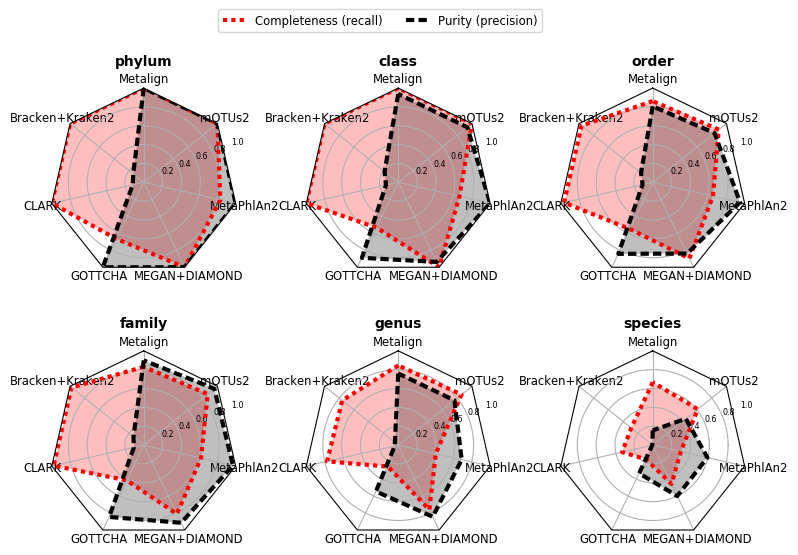 Completeness (recall) Purity (precision)
phylum class order
Metalign Metalign Metalign
Bracken+Kraken2 mOTUs2 Bracken+Kraken2 mOTUs2 Bracken+Kraken2 mOTUs2
0.2 0.4 0.6 0.8 1.0 0.2 0.4 0.6 0.8 1.0 0.2 0.4 0.6 0.8 1.0
CLARK MetaPhlAn2 CLARK MetaPhlAn2 CLARK MetaPhlAn2
GOTTCHA MEGAN+DIAMOND GOTTCHA MEGAN+DIAMOND GOTTCHA MEGAN+DIAMOND
family genus species
Metalign Metalign Metalign
Bracken+Kraken2 mOTUs2 Bracken+Kraken2 mOTUs2 Bracken+Kraken2 mOTUs2
0.2 0.4 0.6 0.8 1.0 0.2 0.4 0.6 0.8 1.0 0.2 0.4 0.6 0.8 1.0
CLARK MetaPhlAn2 CLARK MetaPhlAn2 CLARK MetaPhlAn2
GOTTCHA MEGAN+DIAMOND GOTTCHA MEGAN+DIAMOND GOTTCHA MEGAN+DIAMOND